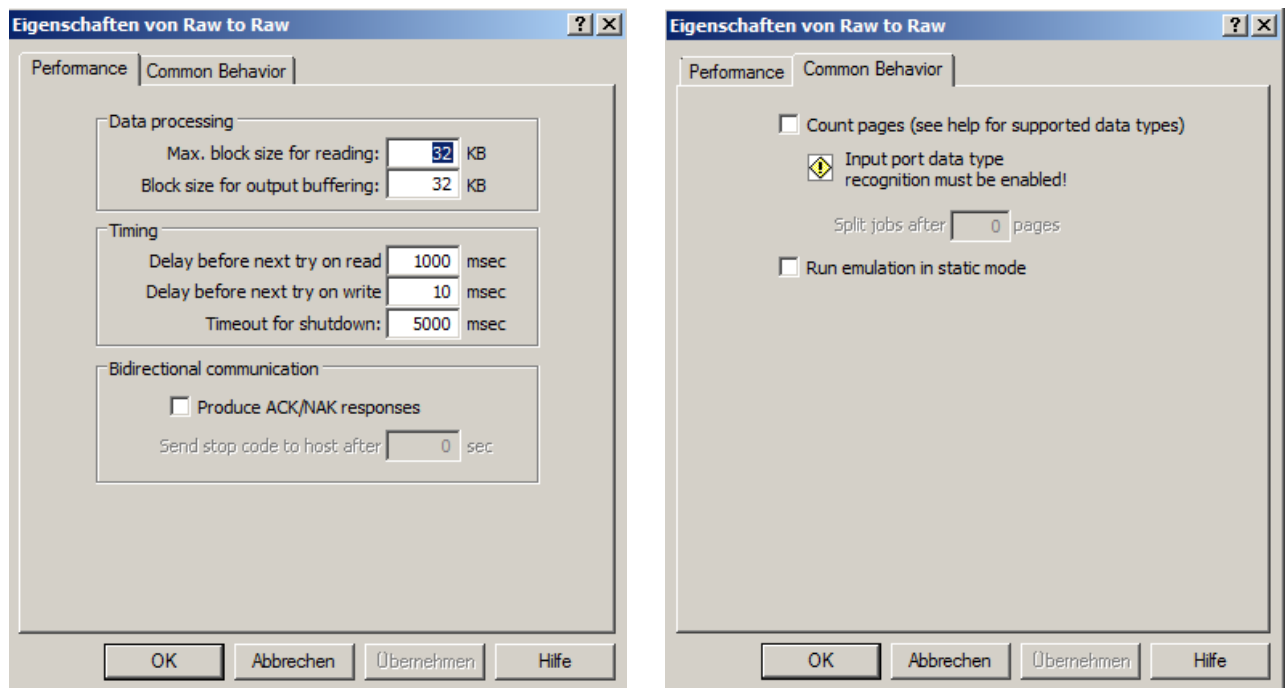 Eigenschaften von Raw to Raw
Performance
Common Behavior
Data processing
Max. block size for reading: 32 KB
Block size for output buffering: 32 KB
Timing
Delay before next try on read 1000 msec
Delay before next try on write 10 msec
Timeout for shutdown: 5000 msec
Bidirectional communication
Produce ACK/NAK responses
Send stop code to host after 0 sec
OK
Abbrechen
Übernehmen
Hilfe
Eigenschaften von Raw to Raw
Performance
Common Behavior
Count pages (see help for supported data types)
Input port data type
recognition must be enabled!
Split jobs after 0 pages
Run emulation in static mode
OK
Abbrechen
Übernehmen
Hilfe